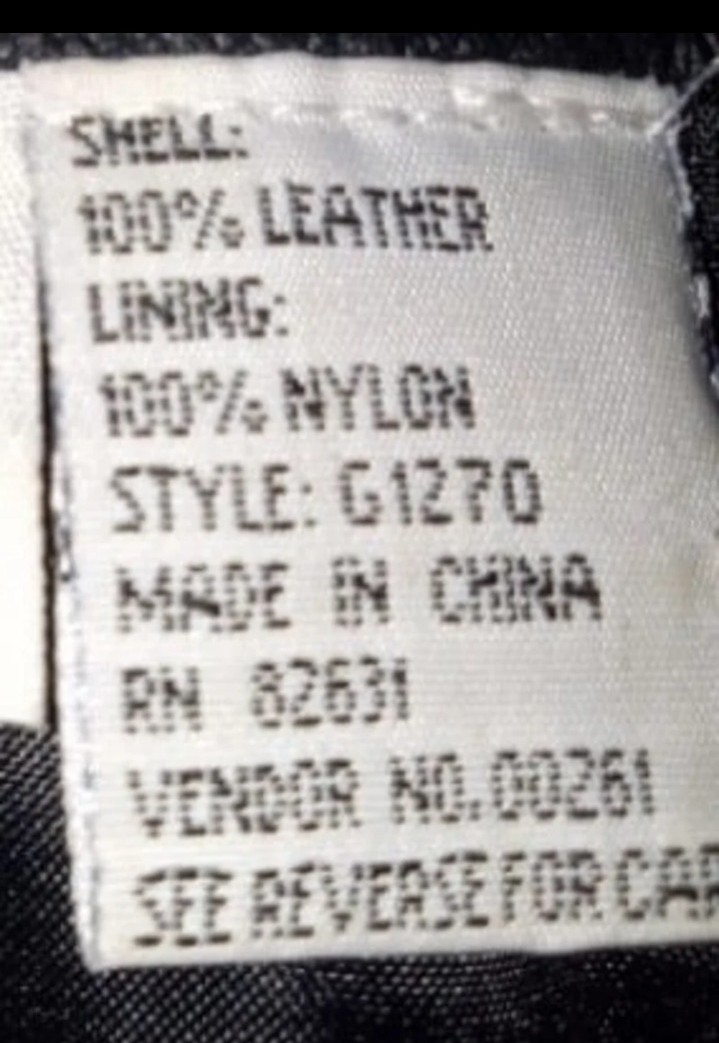 SHELL:
100% LEATHER
LINING:
100% NYLON
STYLE: G1270
MADE IN CHINA
RN 82631
VENDOR NO.00261
SEE REVERSE FOR CAR